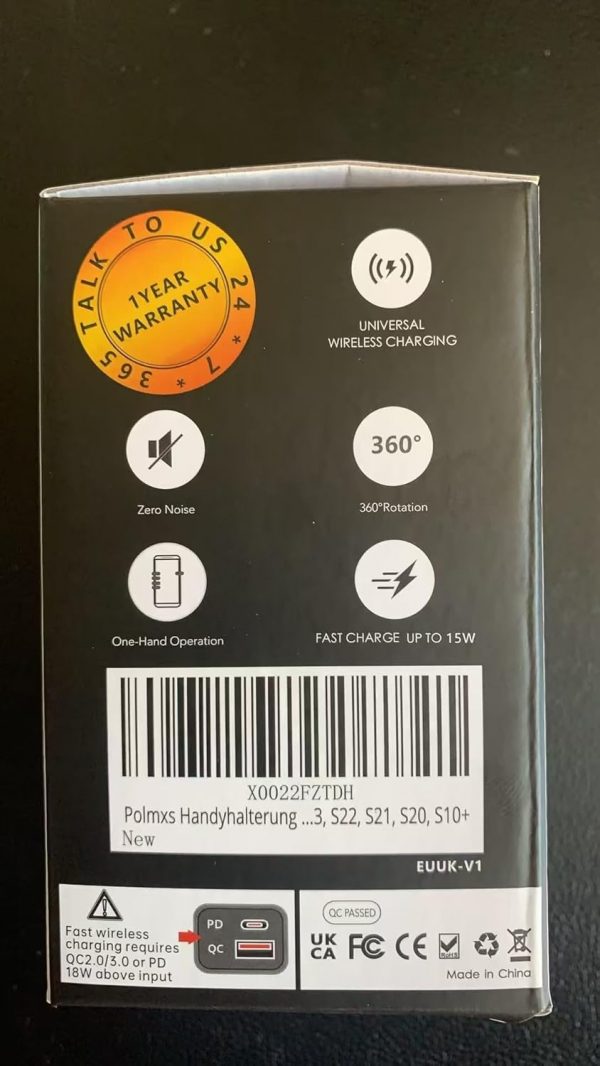 TALK TO US 24 * 7 * 365
1YEAR
WARRANTY
UNIVERSAL
WIRELESS CHARGING
Zero Noise
360°
360°Rotation
One-Hand Operation
FAST CHARGE UP TO 15W
X0022FZTDH
Polmxs Handyhalterung ...3, S22, S21, S20, S10+
New
EUUK-V1
Fast wireless
charging requires
QC2.0/3.0 or PD
18W above input
PD
QC
QC PASSED
UK
CA
FC
CE
RoHS
Made in China